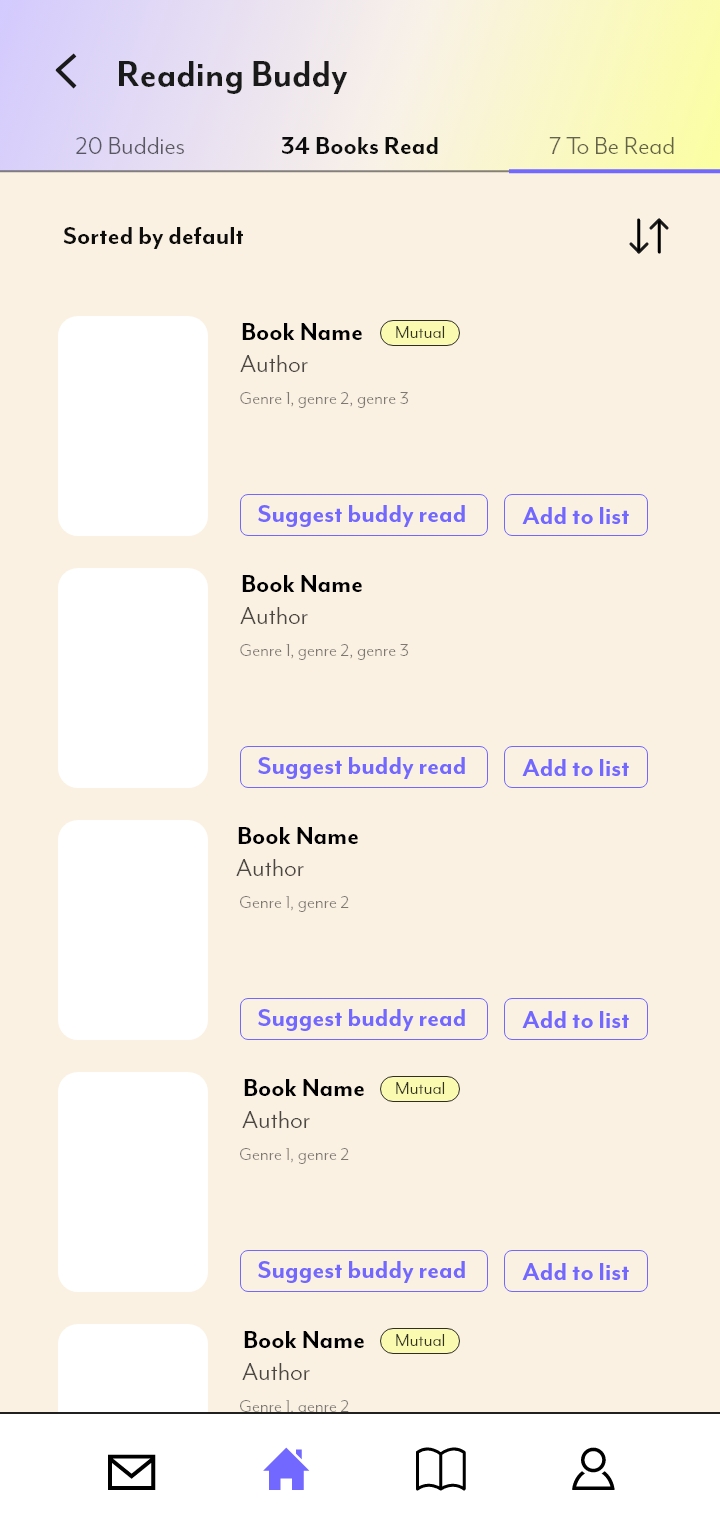 Reading Buddy
20 Buddies 34 Books Read 7 To Be Read
Sorted by default
Book Name Mutual
Author
Genre 1, genre 2, genre 3
Suggest buddy read Add to list
Book Name
Author
Genre 1, genre 2, genre 3
Suggest buddy read Add to list
Book Name
Author
Genre 1, genre 2
Suggest buddy read Add to list
Book Name Mutual
Author
Genre 1, genre 2
Suggest buddy read Add to list
Book Name Mutual
Author
Genre 1, genre 2